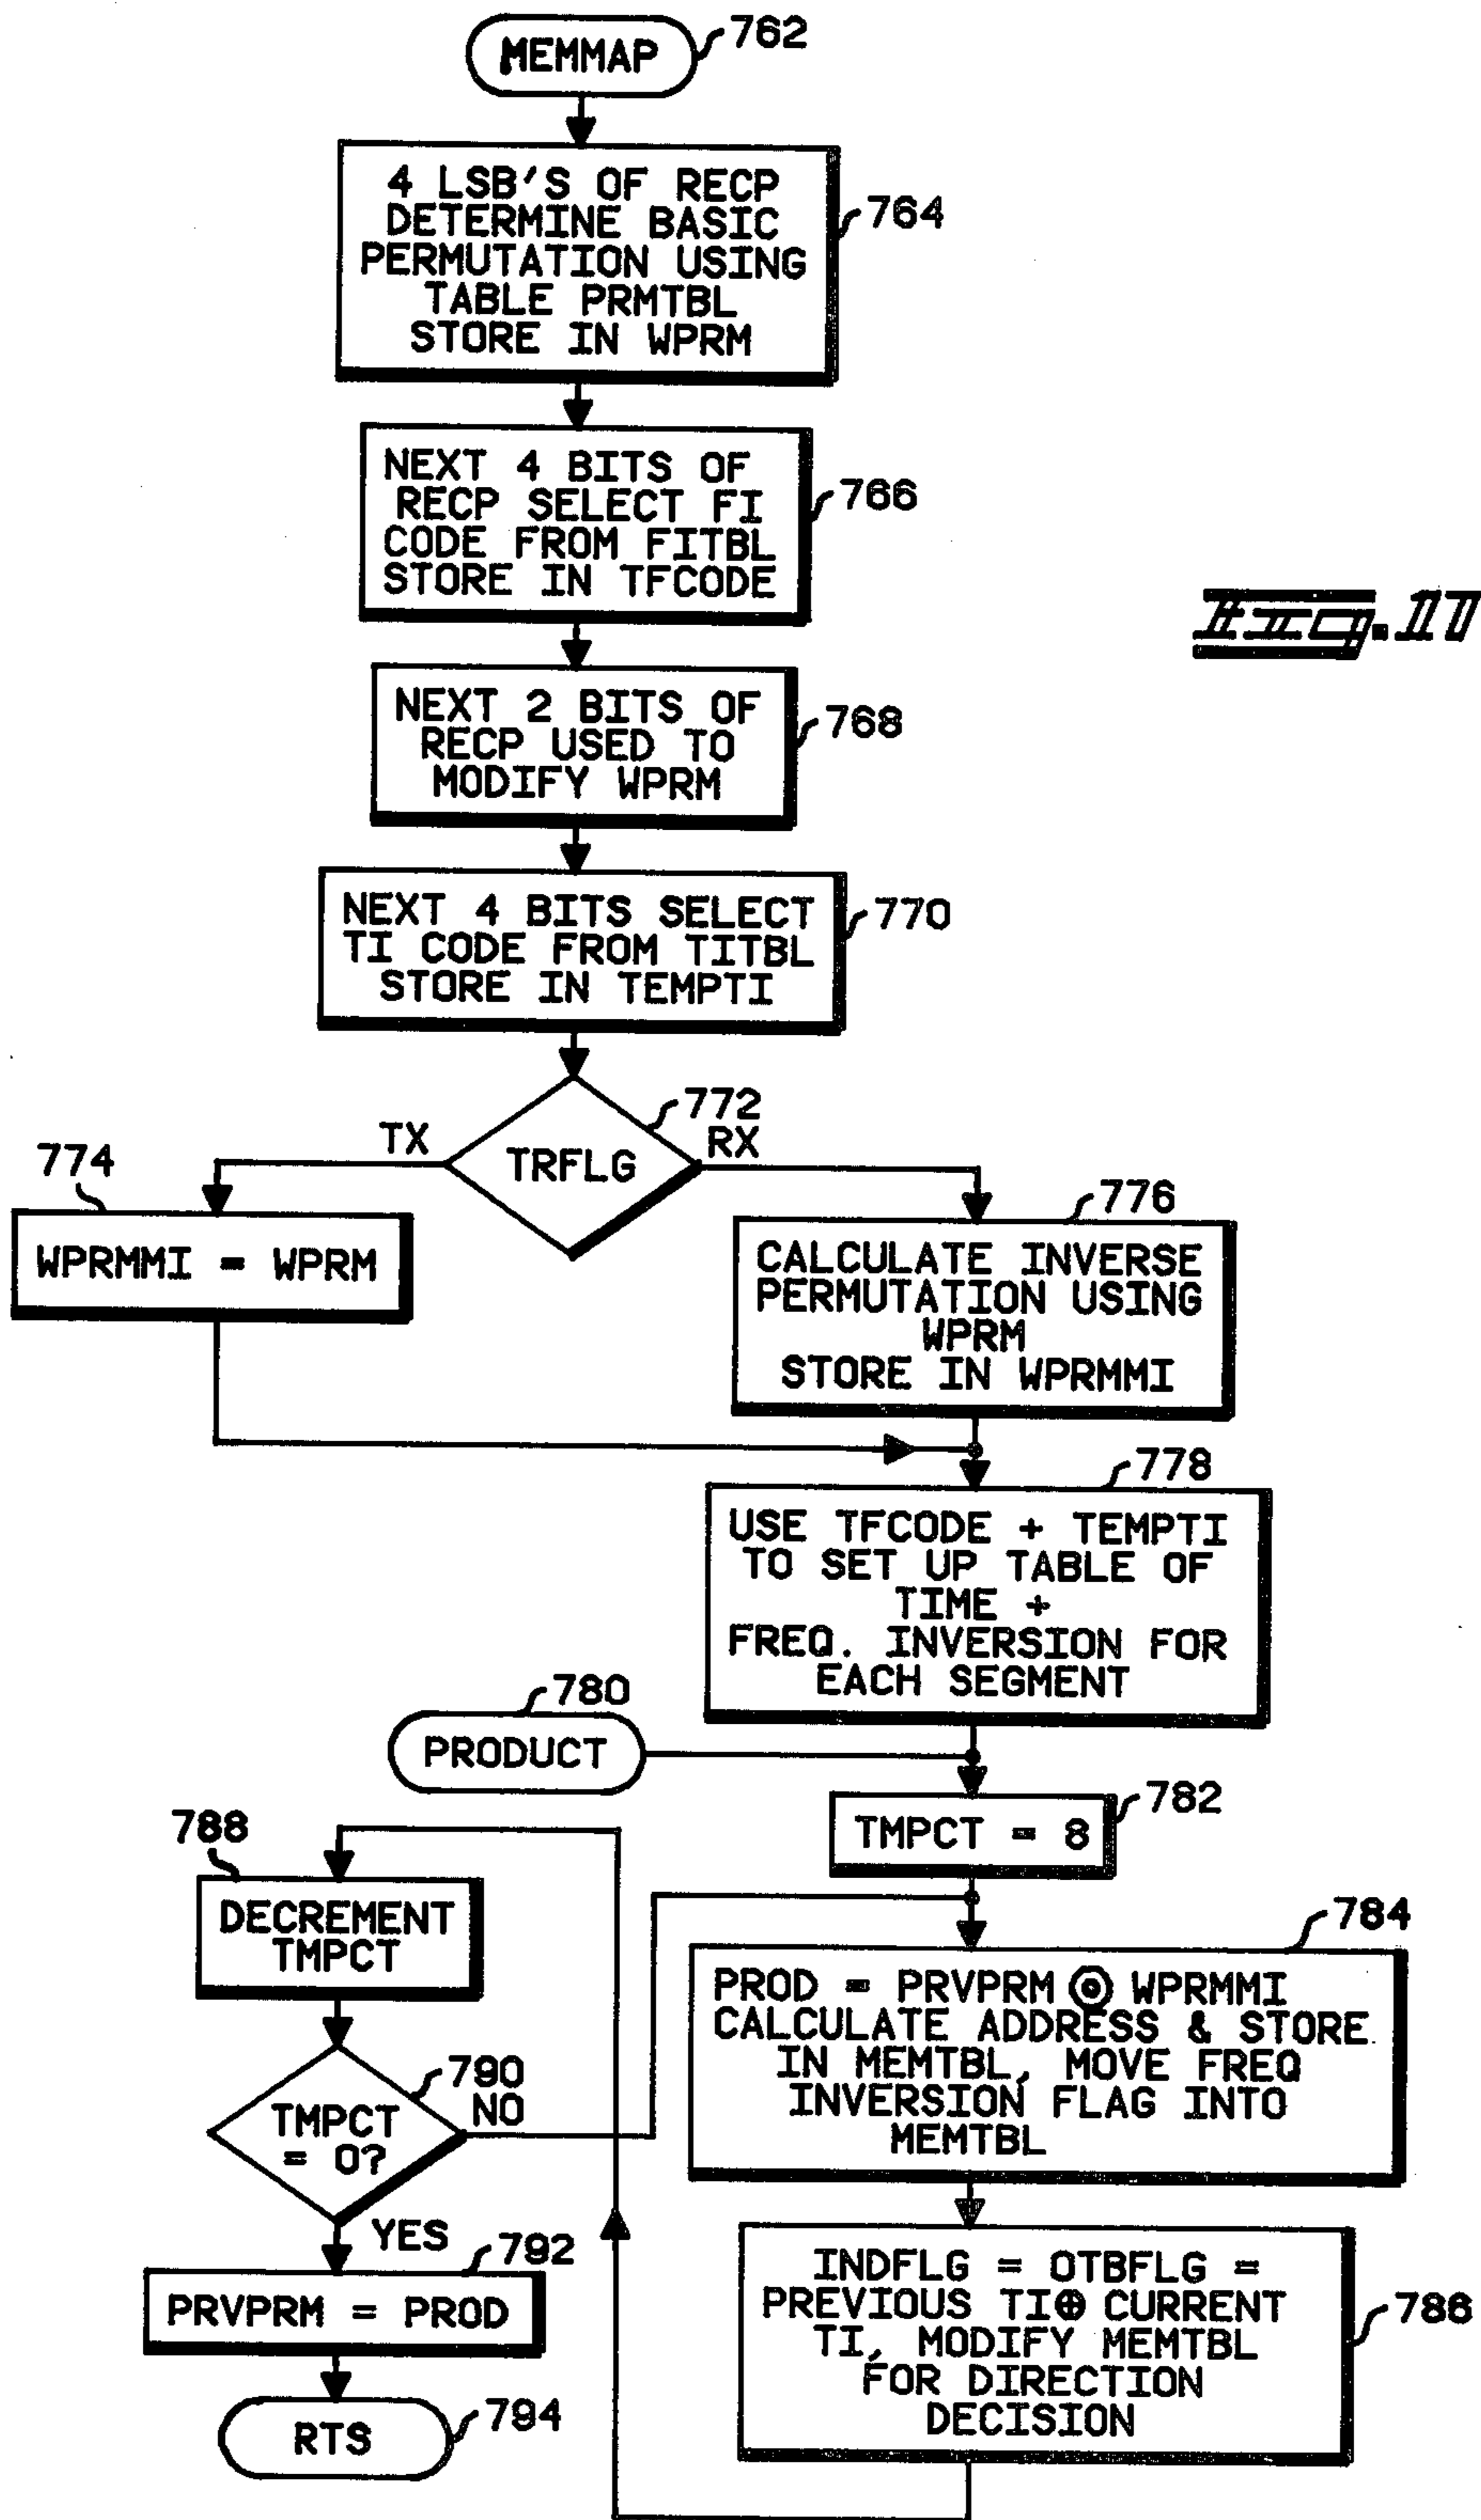 MEMMAP
762
4 LSB'S OF RECP
DETERMINE BASIC
PERMUTATION USING
TABLE PRMTBL
STORE IN WPRM
764
NEXT 4 BITS OF
RECP SELECT FI
CODE FROM FITBL
STORE IN TFCODE
766
Fig. 17
NEXT 2 BITS OF
RECP USED TO
MODIFY WPRM
768
NEXT 4 BITS SELECT
TI CODE FROM TITBL
STORE IN TEMPTI
770
772
TX
TRFLG
RX
774
WPRMMI = WPRM
776
CALCULATE INVERSE
PERMUTATION USING
WPRM
STORE IN WPRMMI
778
USE TFCODE + TEMPTI
TO SET UP TABLE OF
TIME +
FREQ. INVERSION FOR
EACH SEGMENT
780
PRODUCT
782
TMPCT = 8
788
DECREMENT
TMPCT
784
PROD = PRVPRM ⊙ WPRMMI
CALCULATE ADDRESS & STORE
IN MEMTBL, MOVE FREQ
INVERSION FLAG INTO
MEMTBL
790
NO
TMPCT
= 0?
YES
792
PRVPRM = PROD
786
INDFLG = OTBFLG =
PREVIOUS TI⊕ CURRENT
TI, MODIFY MEMTBL
FOR DIRECTION
DECISION
RTS
794